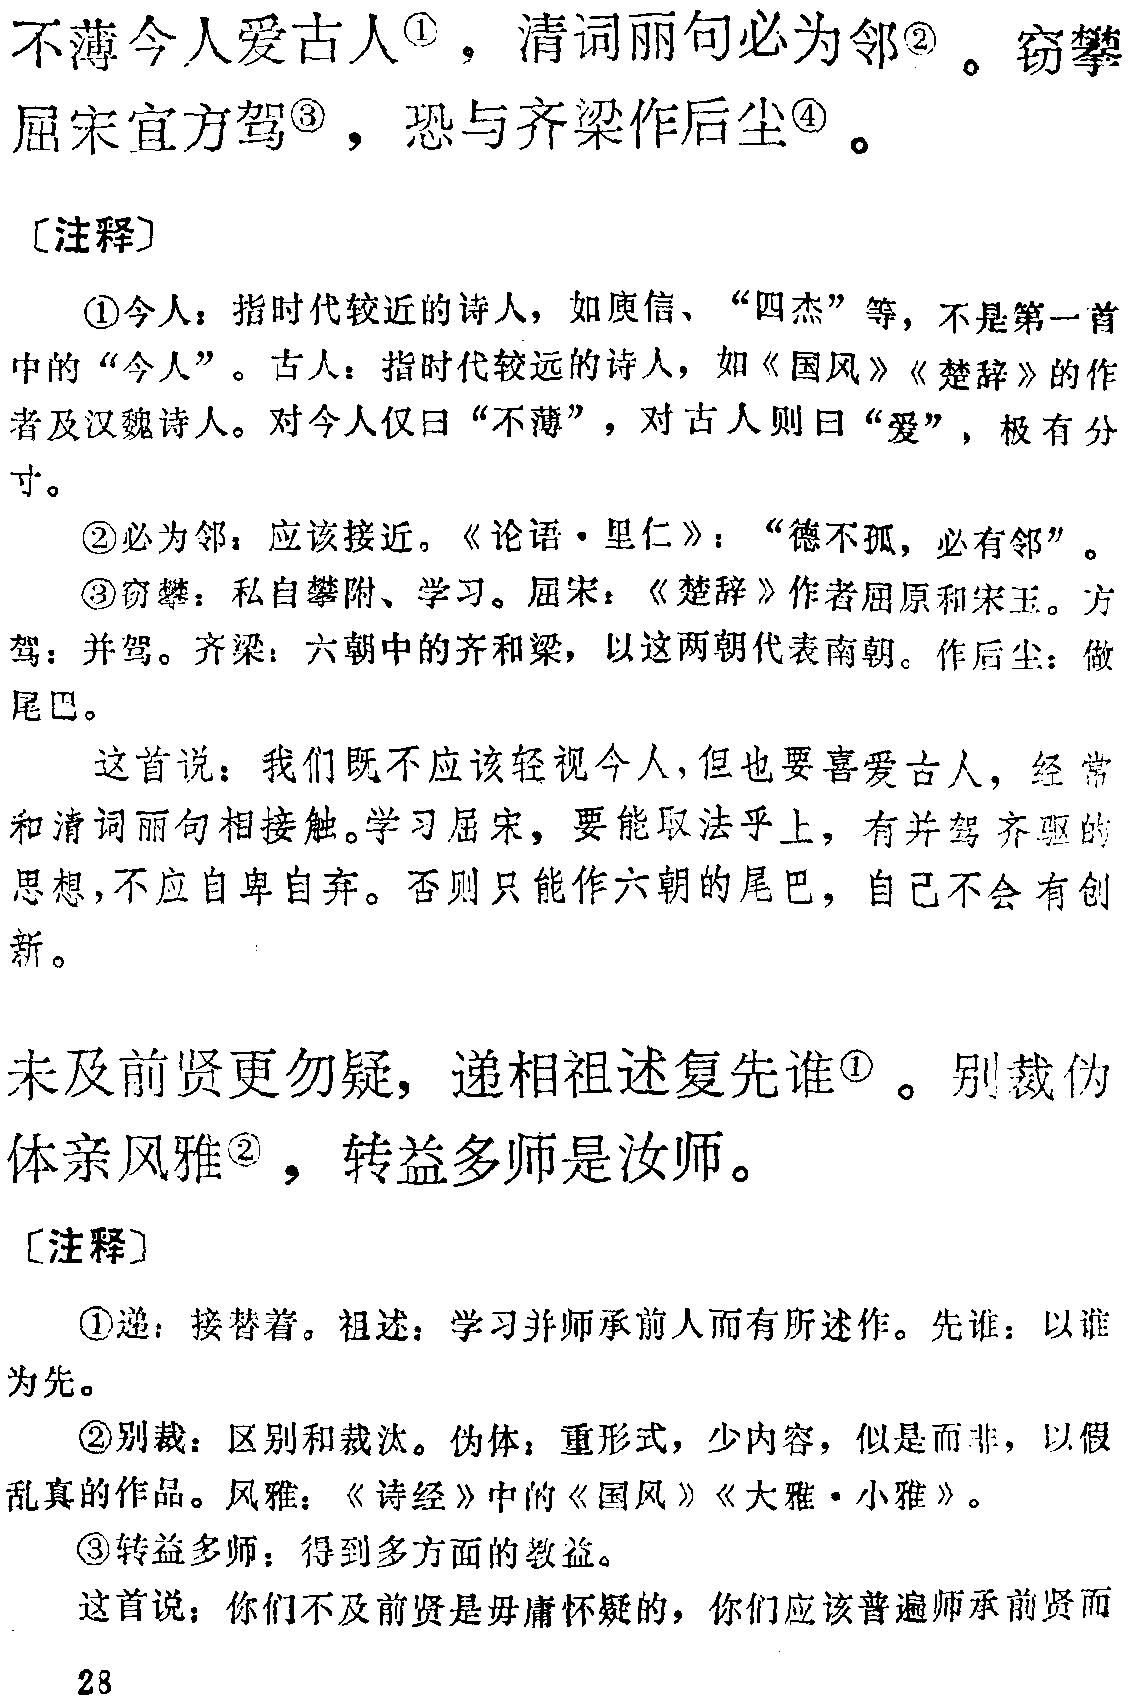 不薄今人爱古人①，清词丽句必为邻②。窃攀
屈宋宜方驾③，恐与齐梁作后尘④。
〔注释〕
①今人：指时代较近的诗人，如庾信、“四杰”等，不是第一首
中的“今人”。古人：指时代较远的诗人，如《国风》《楚辞》的作
者及汉魏诗人。对今人仅曰“不薄”，对古人则曰“爱”，极有分
寸。
②必为邻：应该接近。《论语·里仁》：“德不孤，必有邻”。
③窃攀：私自攀附、学习。屈宋：《楚辞》作者屈原和宋玉。方
驾：并驾。齐梁：六朝中的齐和梁，以这两朝代表南朝。作后尘：做
尾巴。
这首说：我们既不应该轻视今人，但也要喜爱古人，经常
和清词丽句相接触。学习屈宋，要能取法乎上，有并驾齐驱的
思想，不应自卑自弃。否则只能作六朝的尾巴，自己不会有创
新。
未及前贤更勿疑，递相祖述复先谁①。别裁伪
体亲风雅②，转益多师是汝师。
〔注释〕
①递：接替着。祖述：学习并师承前人而有所述作。先谁：以谁
为先。
②别裁：区别和裁汰。伪体：重形式，少内容，似是而非，以假
乱真的作品。风雅：《诗经》中的《国风》《大雅·小雅》。
③转益多师：得到多方面的教益。
这首说：你们不及前贤是毋庸怀疑的，你们应该普遍师承前贤而
28